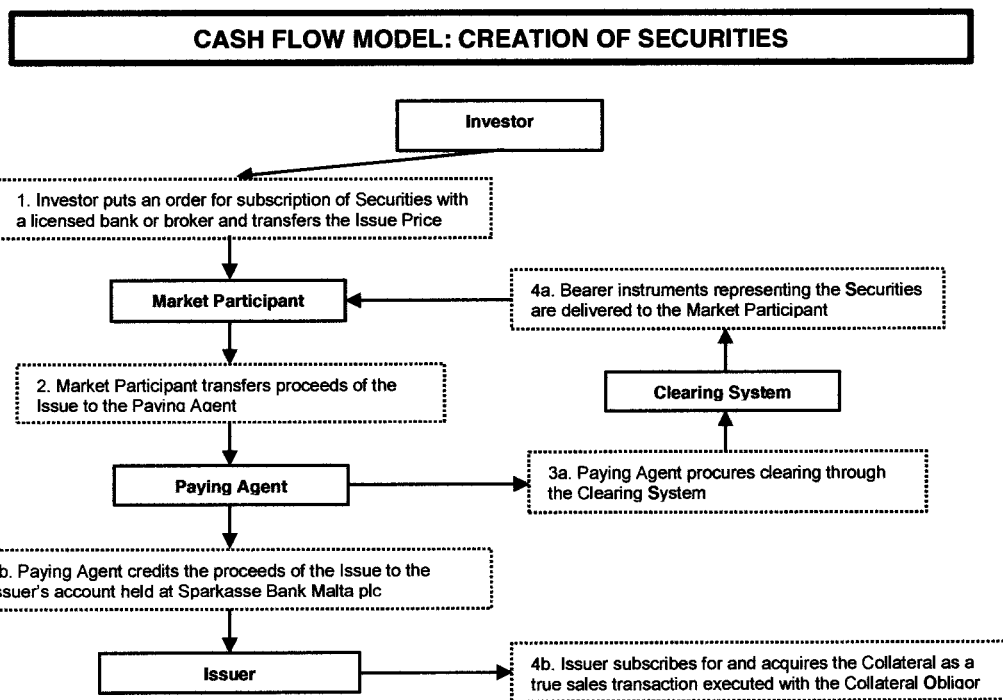 CASH FLOW MODEL: CREATION OF SECURITIES
Investor
1. Investor puts an order for subscription of Securities with
a licensed bank or broker and transfers the Issue Price
Market Participant
4a. Bearer instruments representing the Securities
are delivered to the Market Participant
2. Market Participant transfers proceeds of the
Issue to the Paying Agent
Clearing System
Paying Agent
3a. Paying Agent procures clearing through
the Clearing System
b. Paying Agent credits the proceeds of the Issue to the
ssuer's account held at Sparkasse Bank Malta plc
Issuer
4b. Issuer subscribes for and acquires the Collateral as a
true sales transaction executed with the Collateral Obligor